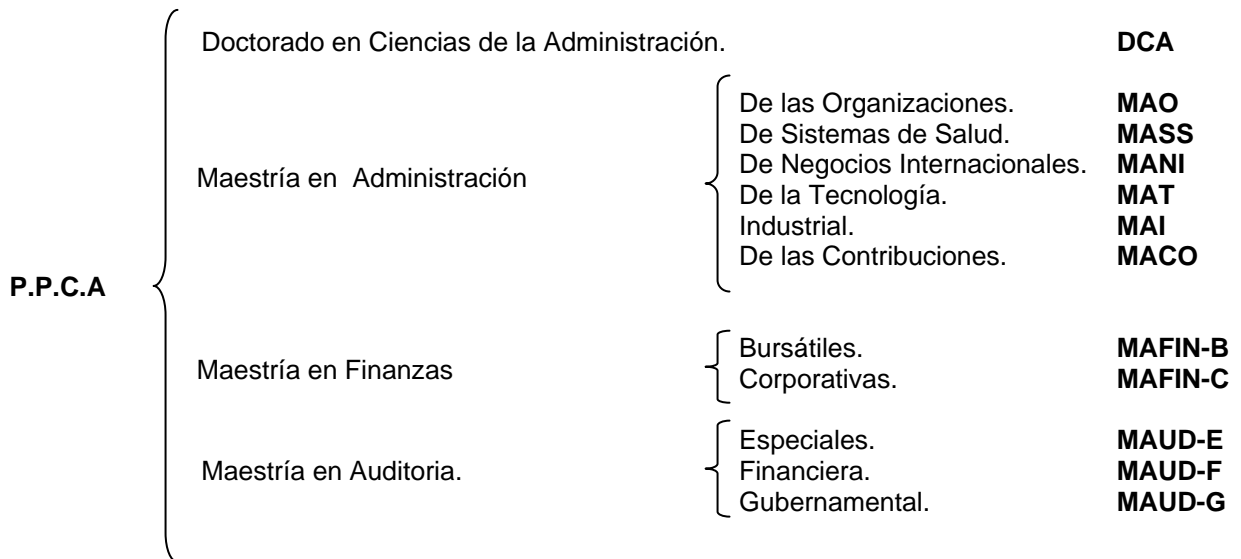 Doctorado en Ciencias de la Administración. DCA
De las Organizaciones. MAO
De Sistemas de Salud. MASS
De Negocios Internacionales. MANI
Maestría en Administración
De la Tecnología. MAT
Industrial. MAI
De las Contribuciones. MACO
P.P.C.A
Bursátiles. MAFIN-B
Maestría en Finanzas
Corporativas. MAFIN-C
Especiales. MAUD-E
Maestría en Auditoria.
Financiera. MAUD-F
Gubernamental. MAUD-G